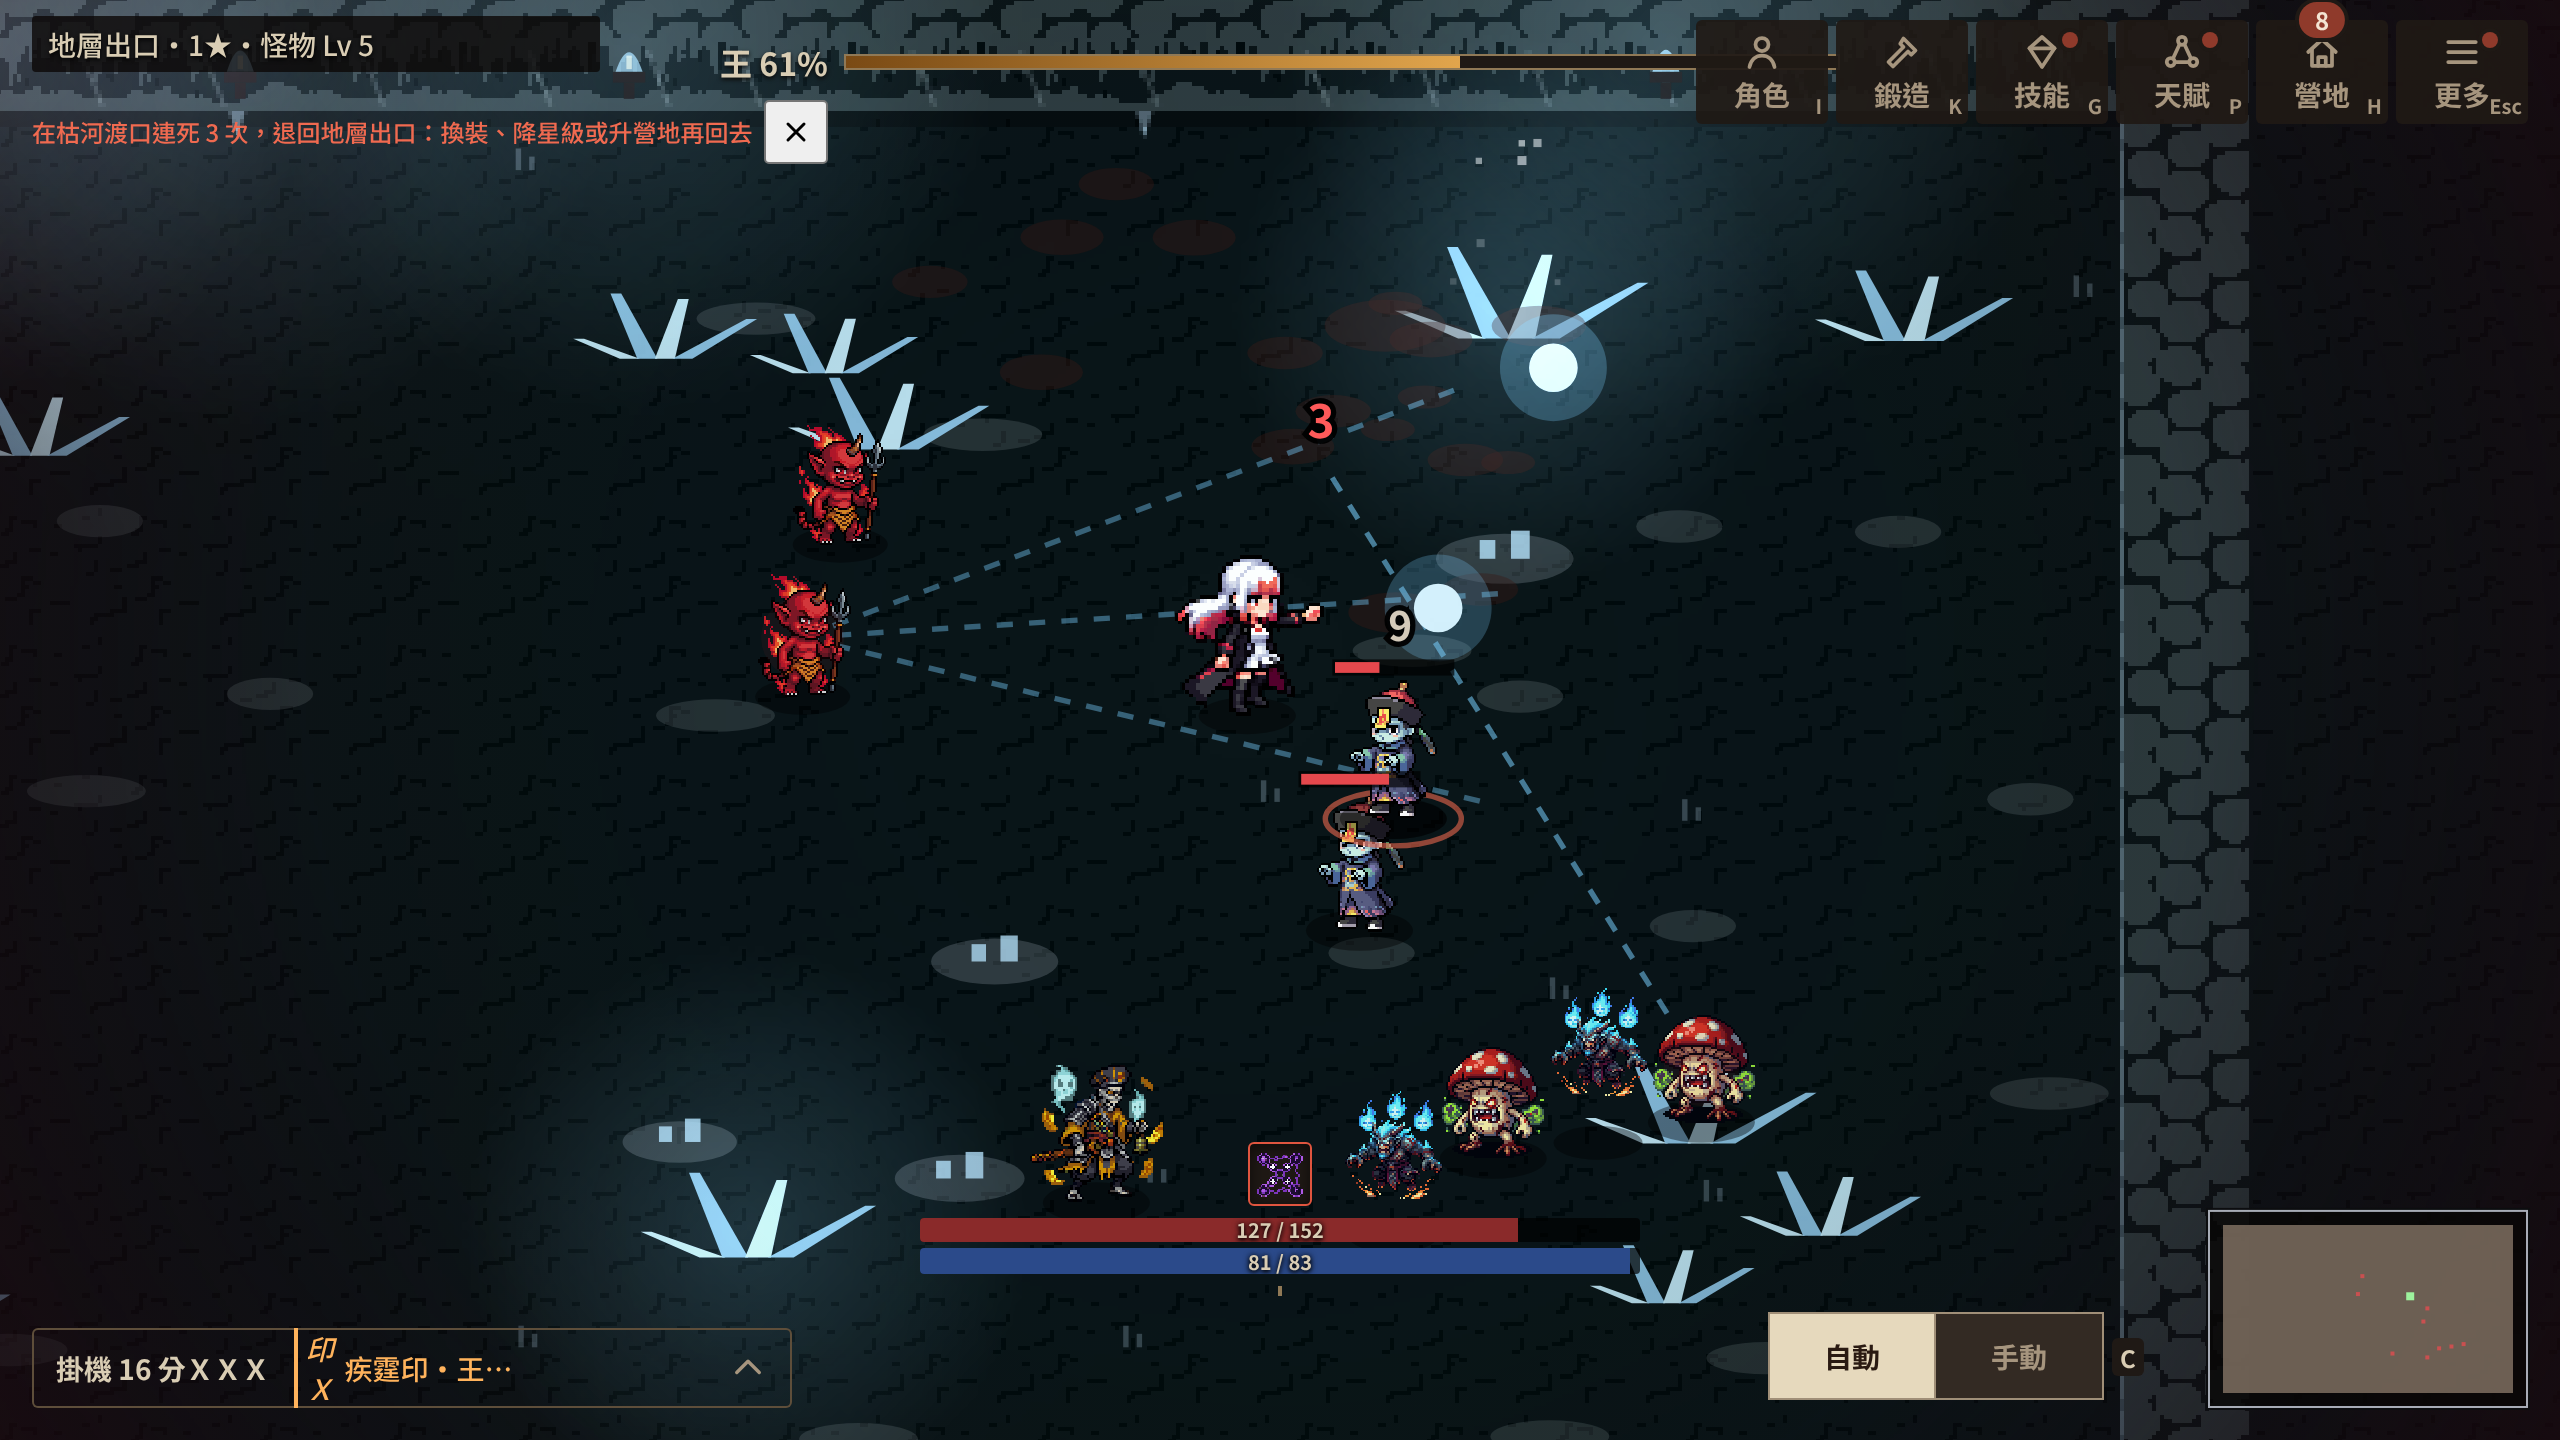 地層出口・1★・怪物 Lv 5
王 61%
角色 I
鍛造 K
技能 G
天賦 P
8
營地 H
更多 Esc
在枯河渡口連死 3 次，退回地層出口：換裝、降星級或升營地再回去
3
9
127 / 152
81 / 83
掛機 16 分 X X X
印 X
疾霆印・王…
自動
手動
C